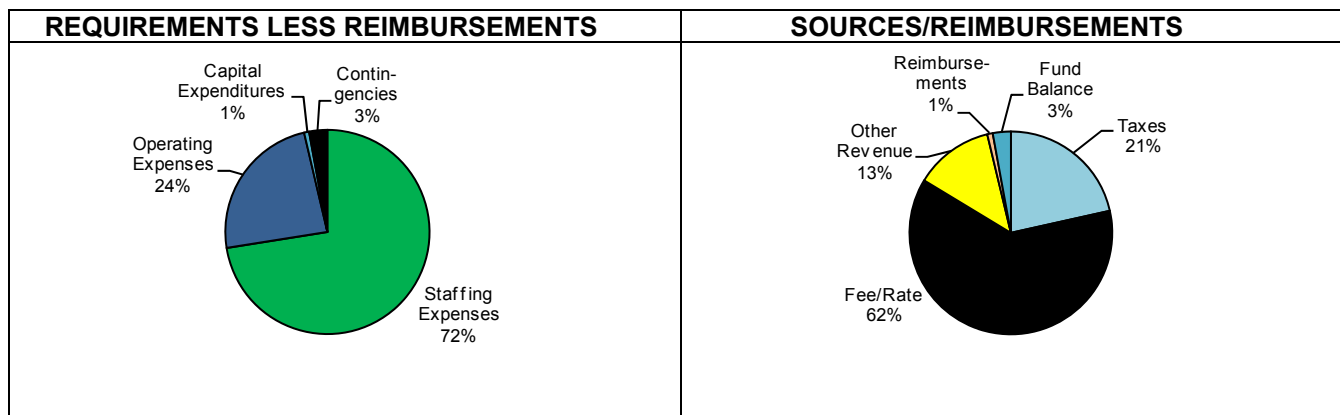 REQUIREMENTS LESS REIMBURSEMENTS
Capital
Expenditures
1%
Contin-
gencies
3%
Operating
Expenses
24%
Staffing
Expenses
72%
SOURCES/REIMBURSEMENTS
Reimburse-
ments
1%
Fund
Balance
3%
Taxes
21%
Other
Revenue
13%
Fee/Rate
62%